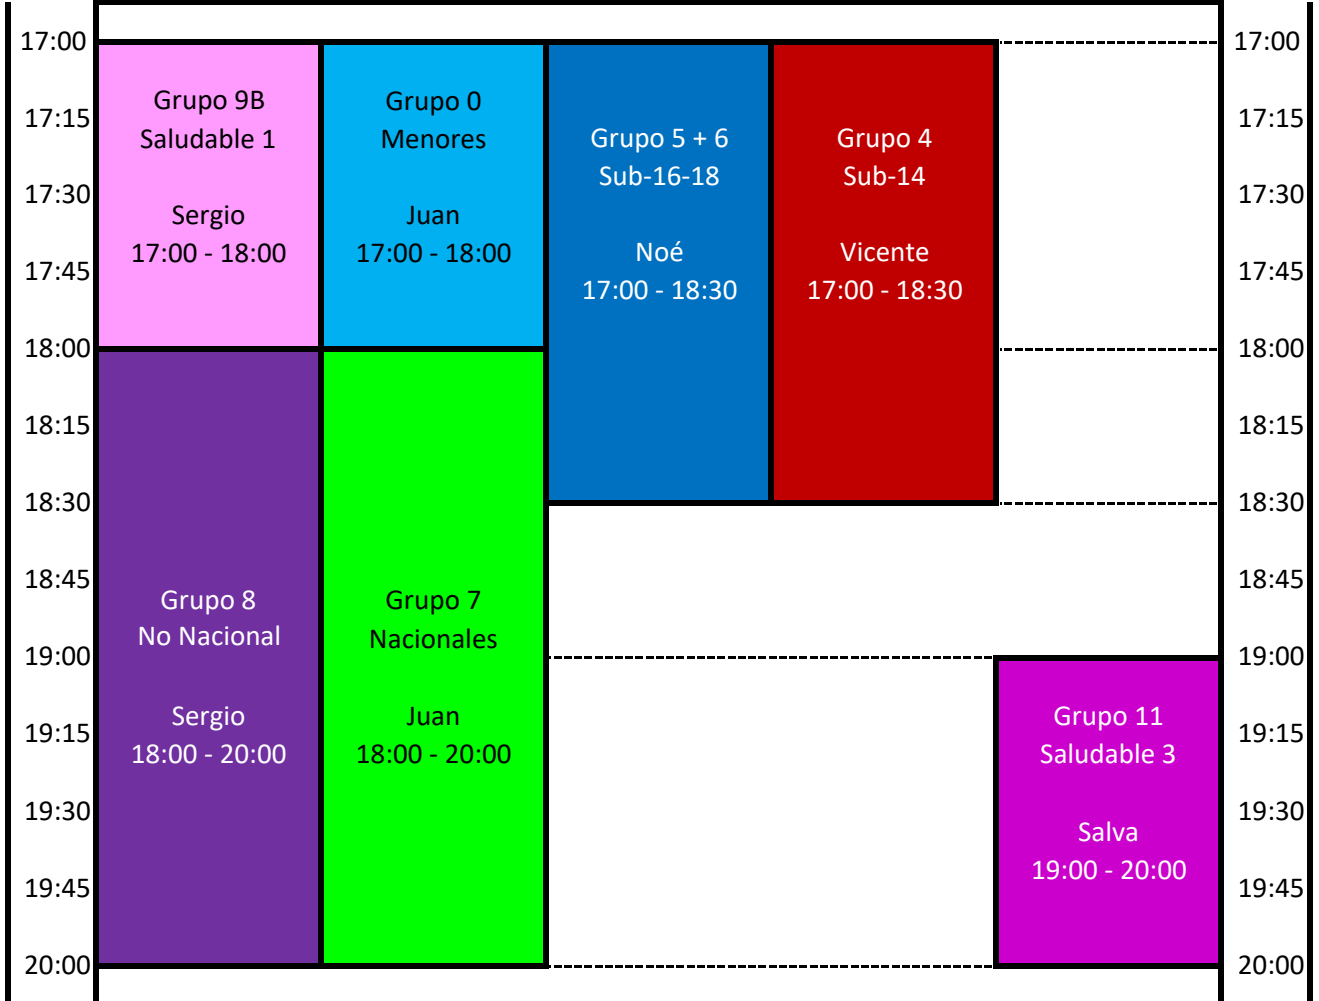 17:00
17:15
17:30
17:45
18:00
18:15
18:30
18:45
19:00
19:15
19:30
19:45
20:00
Grupo 9B
Saludable 1
Sergio
17:00 - 18:00
Grupo 8
No Nacional
Sergio
18:00 - 20:00
Grupo 0
Menores
Juan
17:00 - 18:00
Grupo 7
Nacionales
Juan
18:00 - 20:00
Grupo 5 + 6
Sub-16-18
Noé
17:00 - 18:30
Grupo 4
Sub-14
Vicente
17:00 - 18:30
Grupo 11
Saludable 3
Salva
19:00 - 20:00
17:00
17:15
17:30
17:45
18:00
18:15
18:30
18:45
19:00
19:15
19:30
19:45
20:00